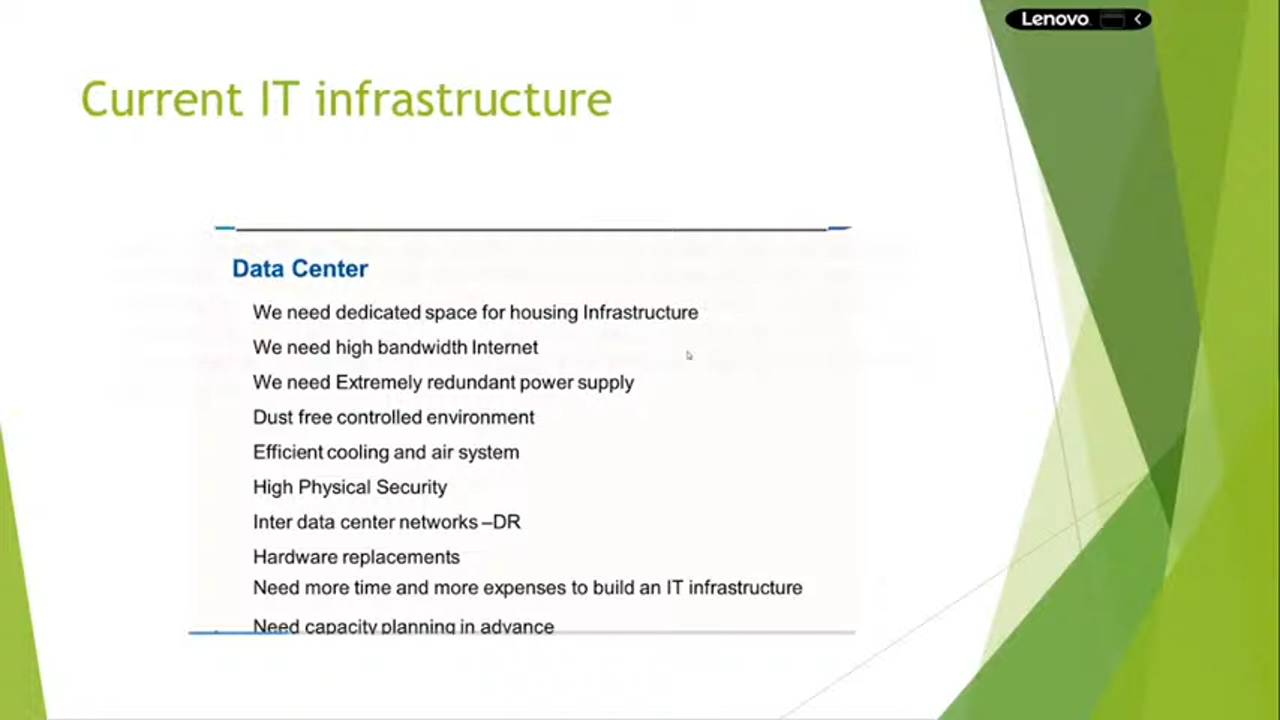 Lenovo
Current IT infrastructure
Data Center
We need dedicated space for housing Infrastructure
We need high bandwidth Internet
We need Extremely redundant power supply
Dust free controlled environment
Efficient cooling and air system
High Physical Security
Inter data center networks –DR
Hardware replacements
Need more time and more expenses to build an IT infrastructure
Need capacity planning in advance